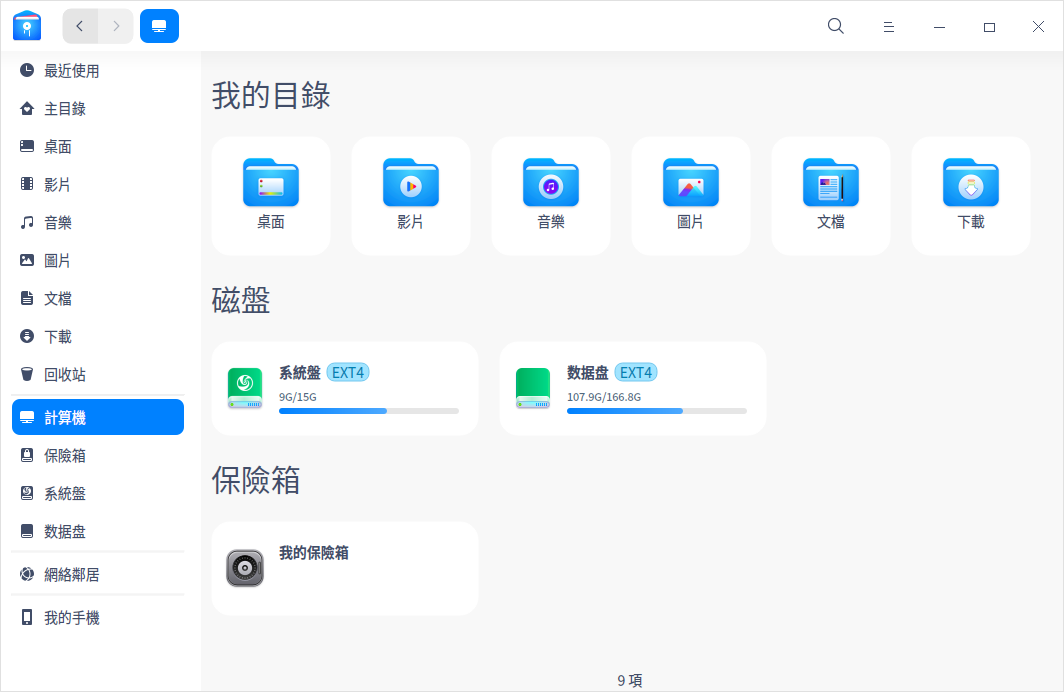 最近使用
主目錄
桌面
影片
音樂
圖片
文檔
下載
回收站
計算機
保險箱
系統盤
数据盘
網絡鄰居
我的手機
我的目錄
桌面
影片
音樂
圖片
文檔
下載
磁盤
系統盤 EXT4
9G/15G
数据盘 EXT4
107.9G/166.8G
保險箱
我的保險箱
9 項